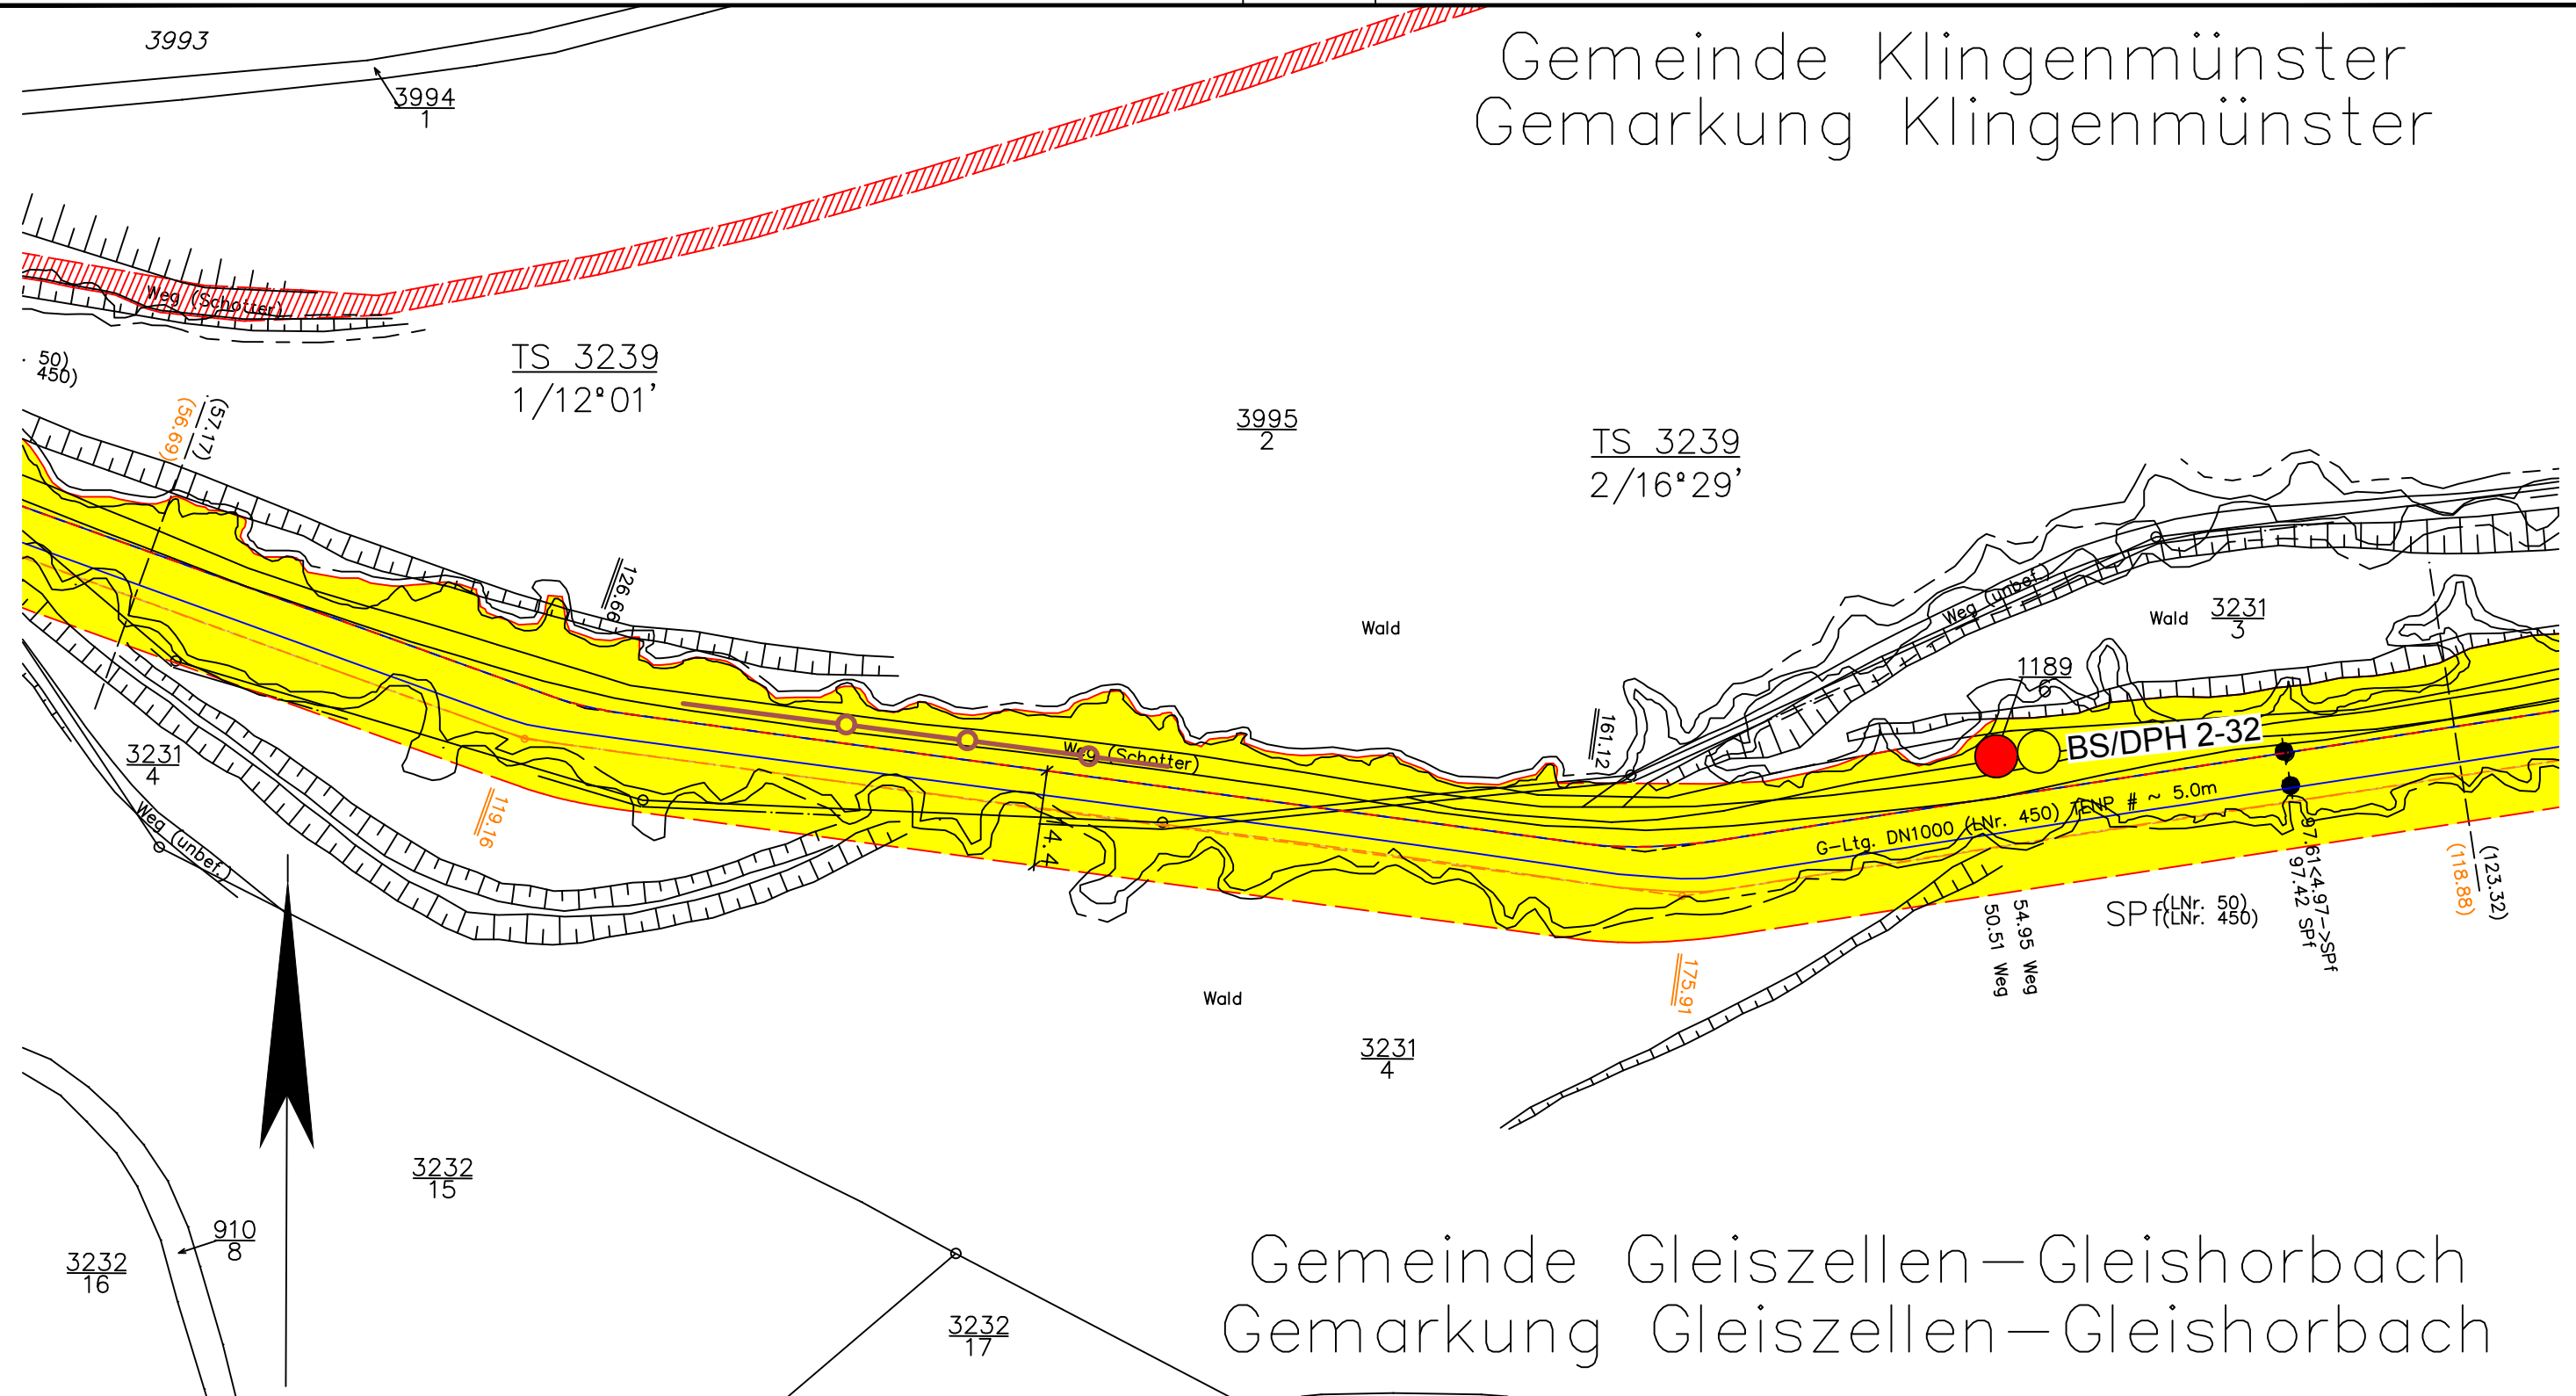 Gemeinde Klingenmünster
Gemarkung Klingenmünster
3993
3994
1
Weg (Schotter)
. 50)
450)
TS 3239
1/12°01’
(56.69)
(57.17)
3995
2
TS 3239
2/16°29’
126.66
Wald
Weg (unbef.)
Wald
3231
3
1189
6
161.12
BS/DPH 2-32
Weg (Schotter)
3231
4
Weg (unbef.)
119.16
14.4
G-Ltg. DN1000 (LNr. 450) TENP # ~ 5.0m
97.61<4.97->SPf
97.42 SPf
(118.88)
(123.32)
SPf(LNr. 50)
(LNr. 450)
54.95 Weg
50.51 Weg
175.91
Wald
3231
4
3232
15
910
8
3232
16
3232
17
Gemeinde Gleiszellen-Gleishorbach
Gemarkung Gleiszellen-Gleishorbach